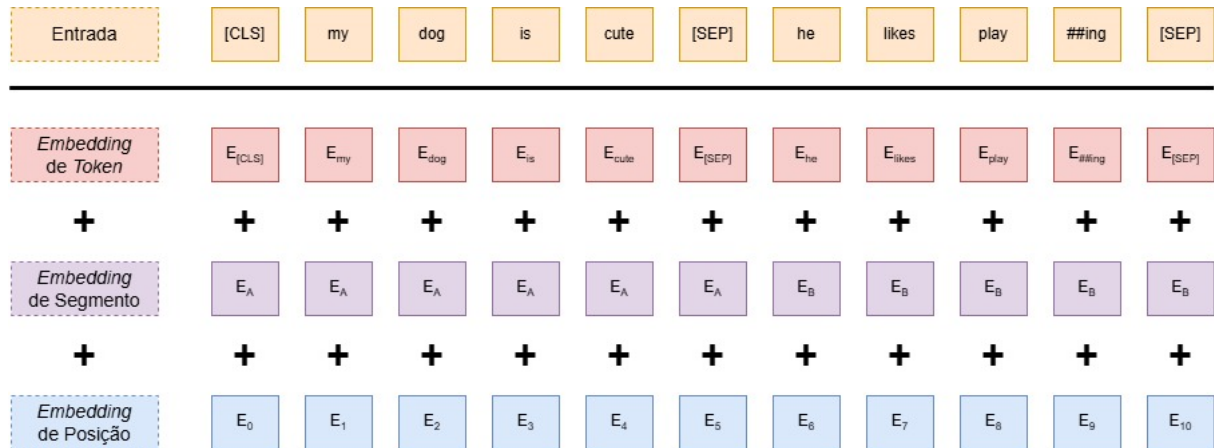 Entrada [CLS] my dog is cute [SEP] he likes play ##ing [SEP]
Embedding
de Token
E[CLS] Emy Edog Eis Ecute E[SEP] Ehe Elikes Eplay E##ing E[SEP]
+ + + + + + + + + + + +
Embedding
de Segmento
EA EA EA EA EA EA EB EB EB EB EB
+ + + + + + + + + + + +
Embedding
de Posição
E0 E1 E2 E3 E4 E5 E6 E7 E8 E9 E10